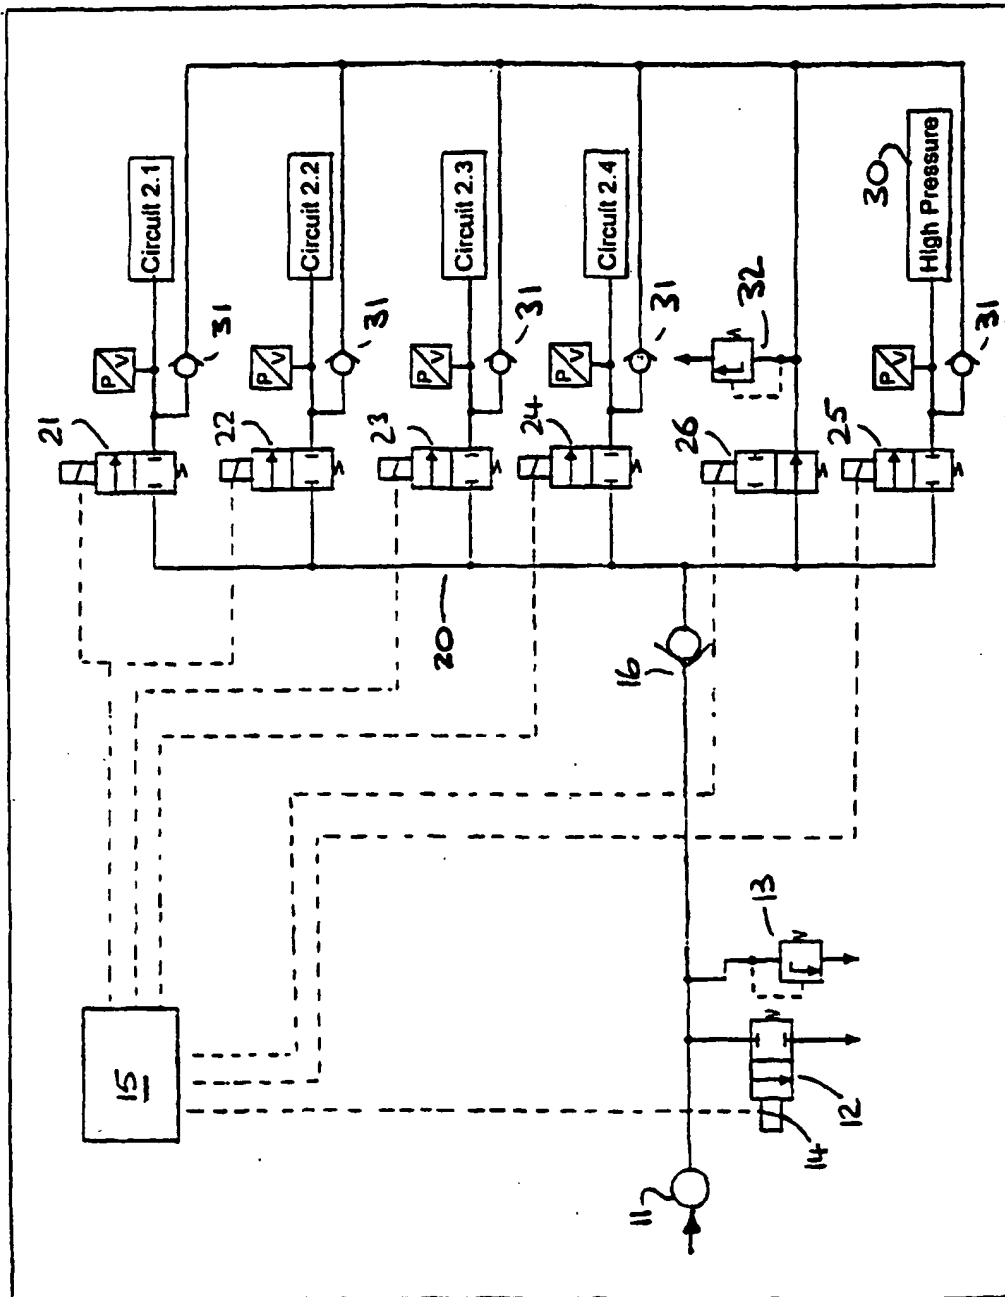 Circuit 2.1
Circuit 2.2
Circuit 2.3
Circuit 2.4
High Pressure
30
31
31
31
31
31
32
P/V
P/V
P/V
P/V
P/V
21
22
23
24
26
25
20
16
15
13
12
14
11